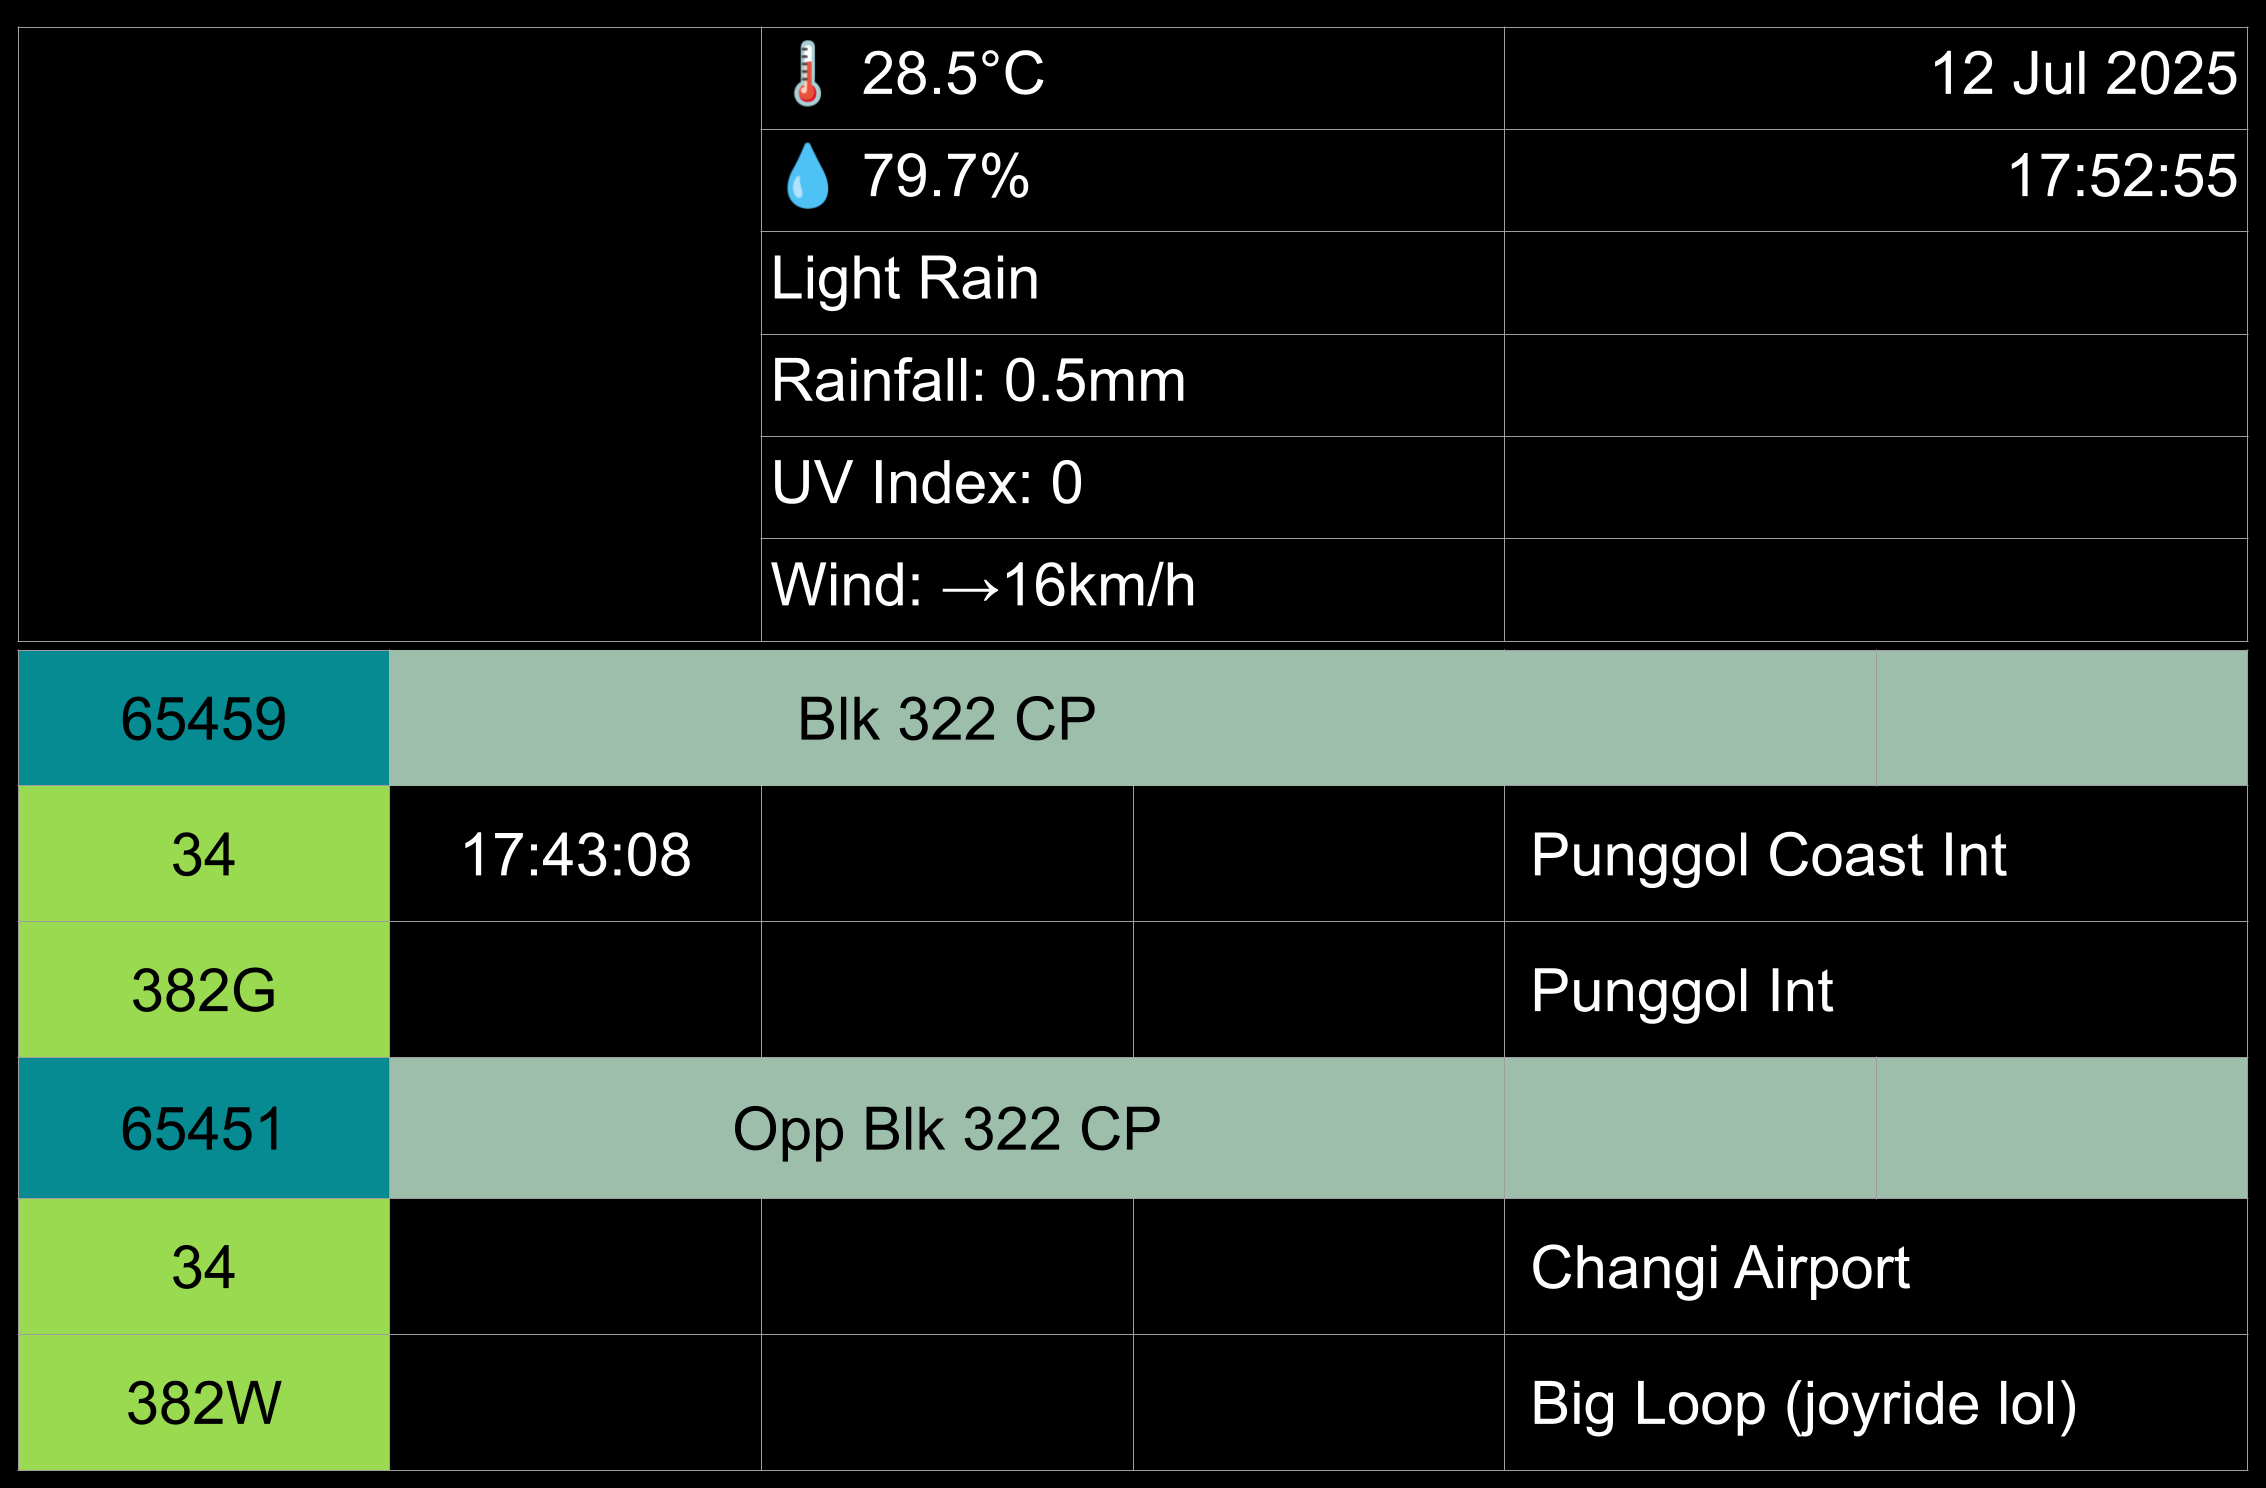 28.5°C
12 Jul 2025
79.7%
17:52:55
Light Rain
Rainfall: 0.5mm
UV Index: 0
Wind: →16km/h
65459
Blk 322 CP
34
17:43:08
Punggol Coast Int
382G
Punggol Int
65451
Opp Blk 322 CP
34
Changi Airport
382W
Big Loop (joyride lol)